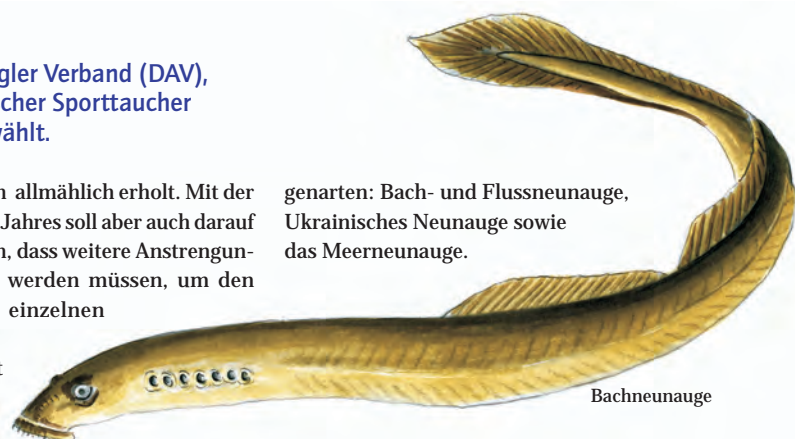 gler Verband (DAV),
cher Sporttaucher
ählt.
allmählich erholt. Mit der
Jahres soll aber auch darauf
, dass weitere Anstrengun-
werden müssen, um den
einzelnen
t
genarten: Bach- und Flussneunauge,
Ukrainisches Neunauge sowie
das Meerneunauge.
Bachneunauge